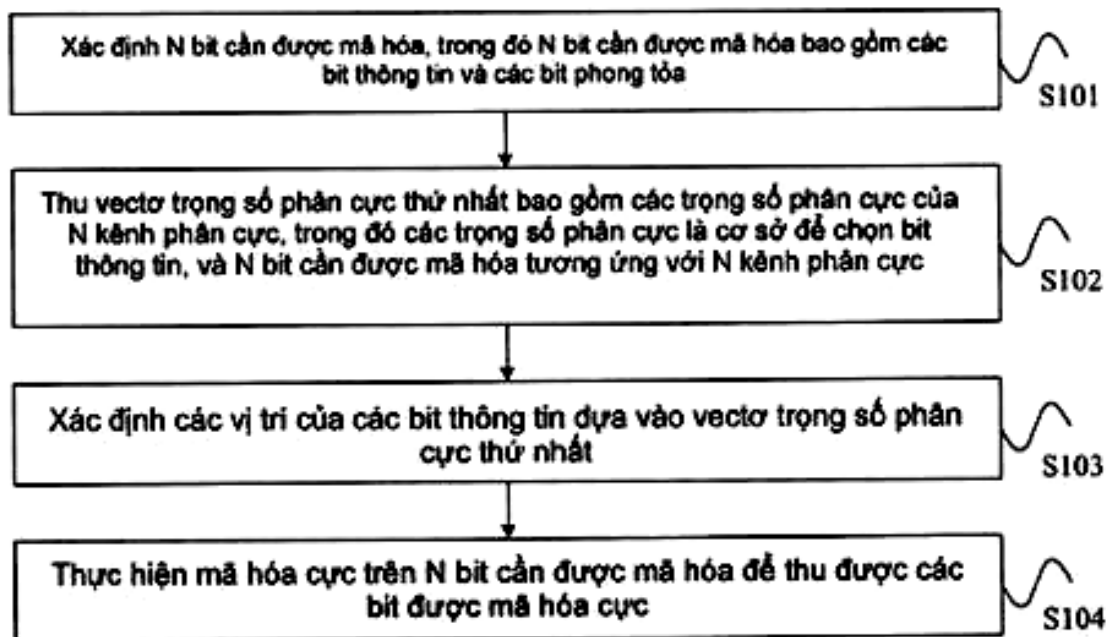 Xác định N bit cần được mã hóa, trong đó N bit cần được mã hóa bao gồm các
bit thông tin và các bit phong tỏa
S101
Thu vectơ trọng số phân cực thứ nhất bao gồm các trọng số phân cực của
N kênh phân cực, trong đó các trọng số phân cực là cơ sở để chọn bit
thông tin, và N bit cần được mã hóa tương ứng với N kênh phân cực
S102
Xác định các vị trí của các bit thông tin dựa vào vectơ trọng số phân
cực thứ nhất
S103
Thực hiện mã hóa cực trên N bit cần được mã hóa để thu được các
bit được mã hóa cực
S104